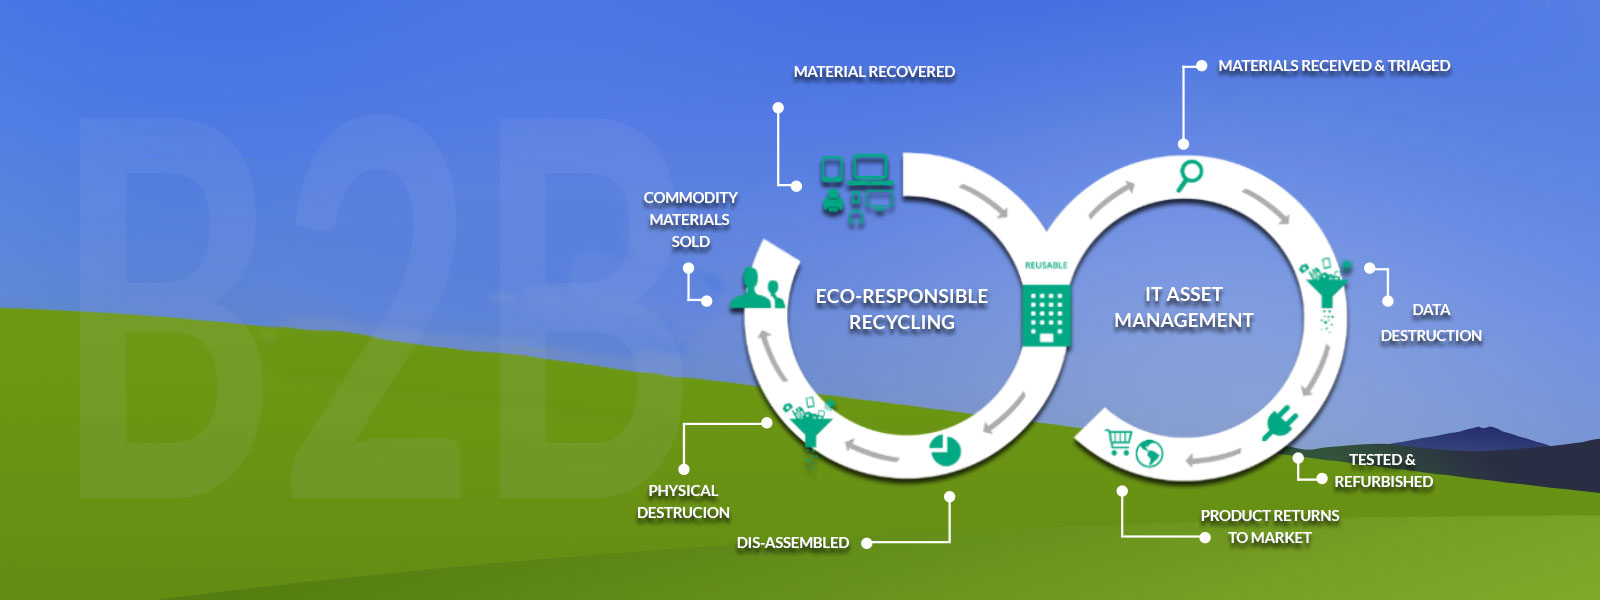 B2B
MATERIAL RECOVERED
MATERIALS RECEIVED & TRIAGED
COMMODITY
MATERIALS
SOLD
REUSABLE
ECO-RESPONSIBLE
RECYCLING
IT ASSET
MANAGEMENT
DATA
DESTRUCTION
TESTED &
REFURBISHED
PHYSICAL
DESTRUCION
PRODUCT RETURNS
TO MARKET
DIS-ASSEMBLED